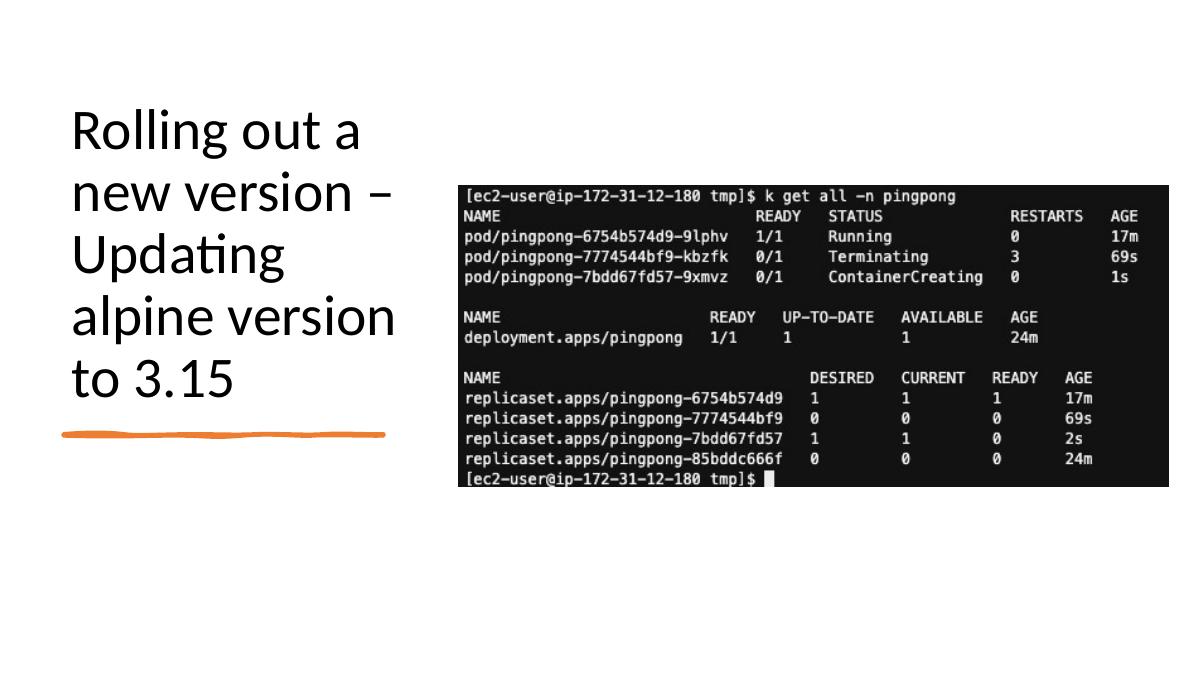 Rolling out a
new version –
Updating
alpine version
to 3.15
[ec2-user@ip-172-31-12-180 tmp]$ k get all -n pingpong
NAME READY STATUS RESTARTS AGE
pod/pingpong-6754b574d9-9lphv 1/1 Running 0 17m
pod/pingpong-7774544bf9-kbzfk 0/1 Terminating 3 69s
pod/pingpong-7bdd67fd57-9xmvz 0/1 ContainerCreating 0 1s
NAME READY UP-TO-DATE AVAILABLE AGE
deployment.apps/pingpong 1/1 1 1 24m
NAME DESIRED CURRENT READY AGE
replicaset.apps/pingpong-6754b574d9 1 1 1 17m
replicaset.apps/pingpong-7774544bf9 0 0 0 69s
replicaset.apps/pingpong-7bdd67fd57 1 1 0 2s
replicaset.apps/pingpong-85bddc666f 0 0 0 24m
[ec2-user@ip-172-31-12-180 tmp]$